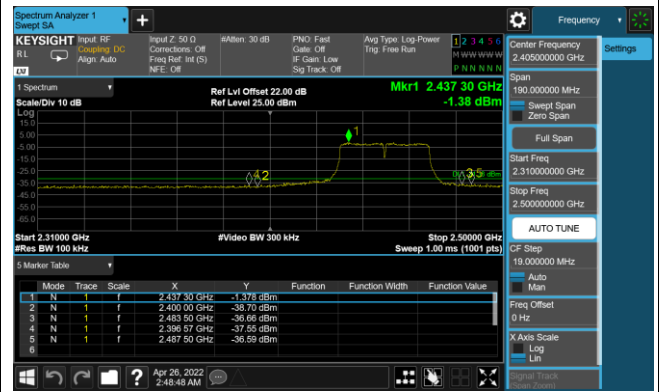 Spectrum Analyzer 1
Swept SA
Frequency
KEYSIGHT
Input: RF
Input Z: 50 Ω
#Atten: 30 dB
PNO: Fast
Avg Type: Log-Power
1 2 3 4 5 6
RL
Coupling: DC
Corrections: Off
Gate: Off
Trig: Free Run
M W W W W W
Align: Auto
Freq Ref: Int (S)
IF Gain: Low
NFE: Off
Sig Track: Off
P N N N N N
LXI
Center Frequency
2.405000000 GHz
Settings
Span
190.000000 MHz
Swept Span
Zero Span
Full Span
Start Freq
2.310000000 GHz
Stop Freq
2.500000000 GHz
AUTO TUNE
CF Step
19.000000 MHz
Auto
Man
Freq Offset
0 Hz
X Axis Scale
Log
Lin
Signal Track
(Span Zoom)
1 Spectrum
Ref Lvl Offset 22.00 dB
Mkr1 2.437 30 GHz
Scale/Div 10 dB
Ref Level 25.00 dBm
-1.38 dBm
Log
15.0
5.00
-5.00
-15.0
-25.0
-35.0
-45.0
-55.0
-65.0
1
4 2
3 5
Start 2.31000 GHz
#Video BW 300 kHz
Stop 2.50000 GHz
#Res BW 100 kHz
Sweep 1.00 ms (1001 pts)
5 Marker Table
Mode Trace Scale X Y Function Function Width Function Value
1 N 1 f 2.437 30 GHz -1.378 dBm
2 N 1 f 2.400 00 GHz -38.70 dBm
3 N 1 f 2.483 50 GHz -36.66 dBm
4 N 1 f 2.396 57 GHz -37.55 dBm
5 N 1 f 2.487 50 GHz -36.59 dBm
6
Apr 26, 2022
2:48:48 AM